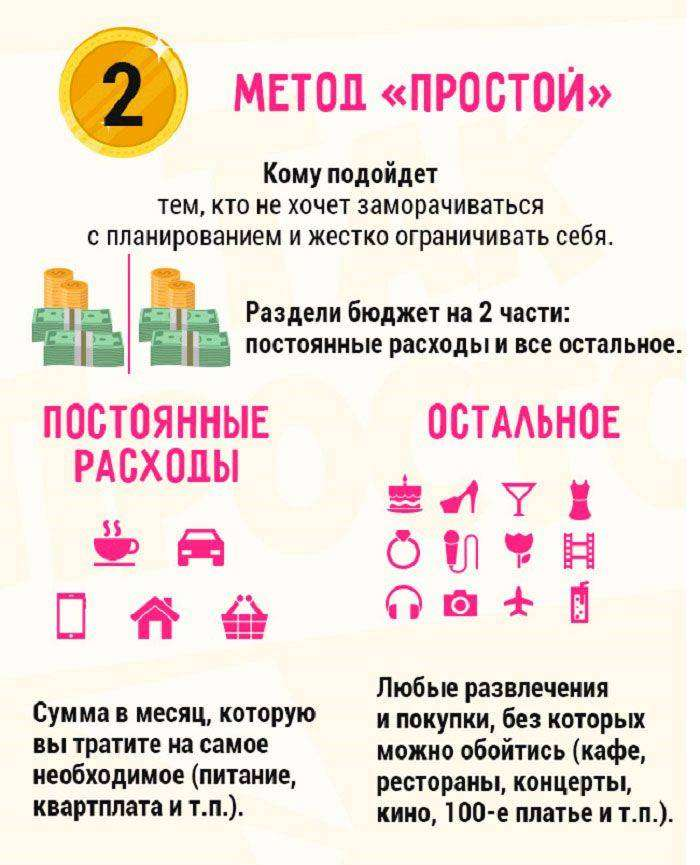 2
МЕТОД «ПРОСТОЙ»
Кому подойдет
тем, кто не хочет заморачиваться
с планированием и жестко ограничивать себя.
Раздели бюджет на 2 части:
постоянные расходы и все остальное.
ПОСТОЯННЫЕ
РАСХОДЫ
Сумма в месяц, которую
вы тратите на самое
необходимое (питание,
квартплата и т.п.).
ОСТАЛЬНОЕ
Любые развлечения
и покупки, без которых
можно обойтись (кафе,
рестораны, концерты,
кино, 100-е платье и т.п.).
ТАК
ПРОСТО